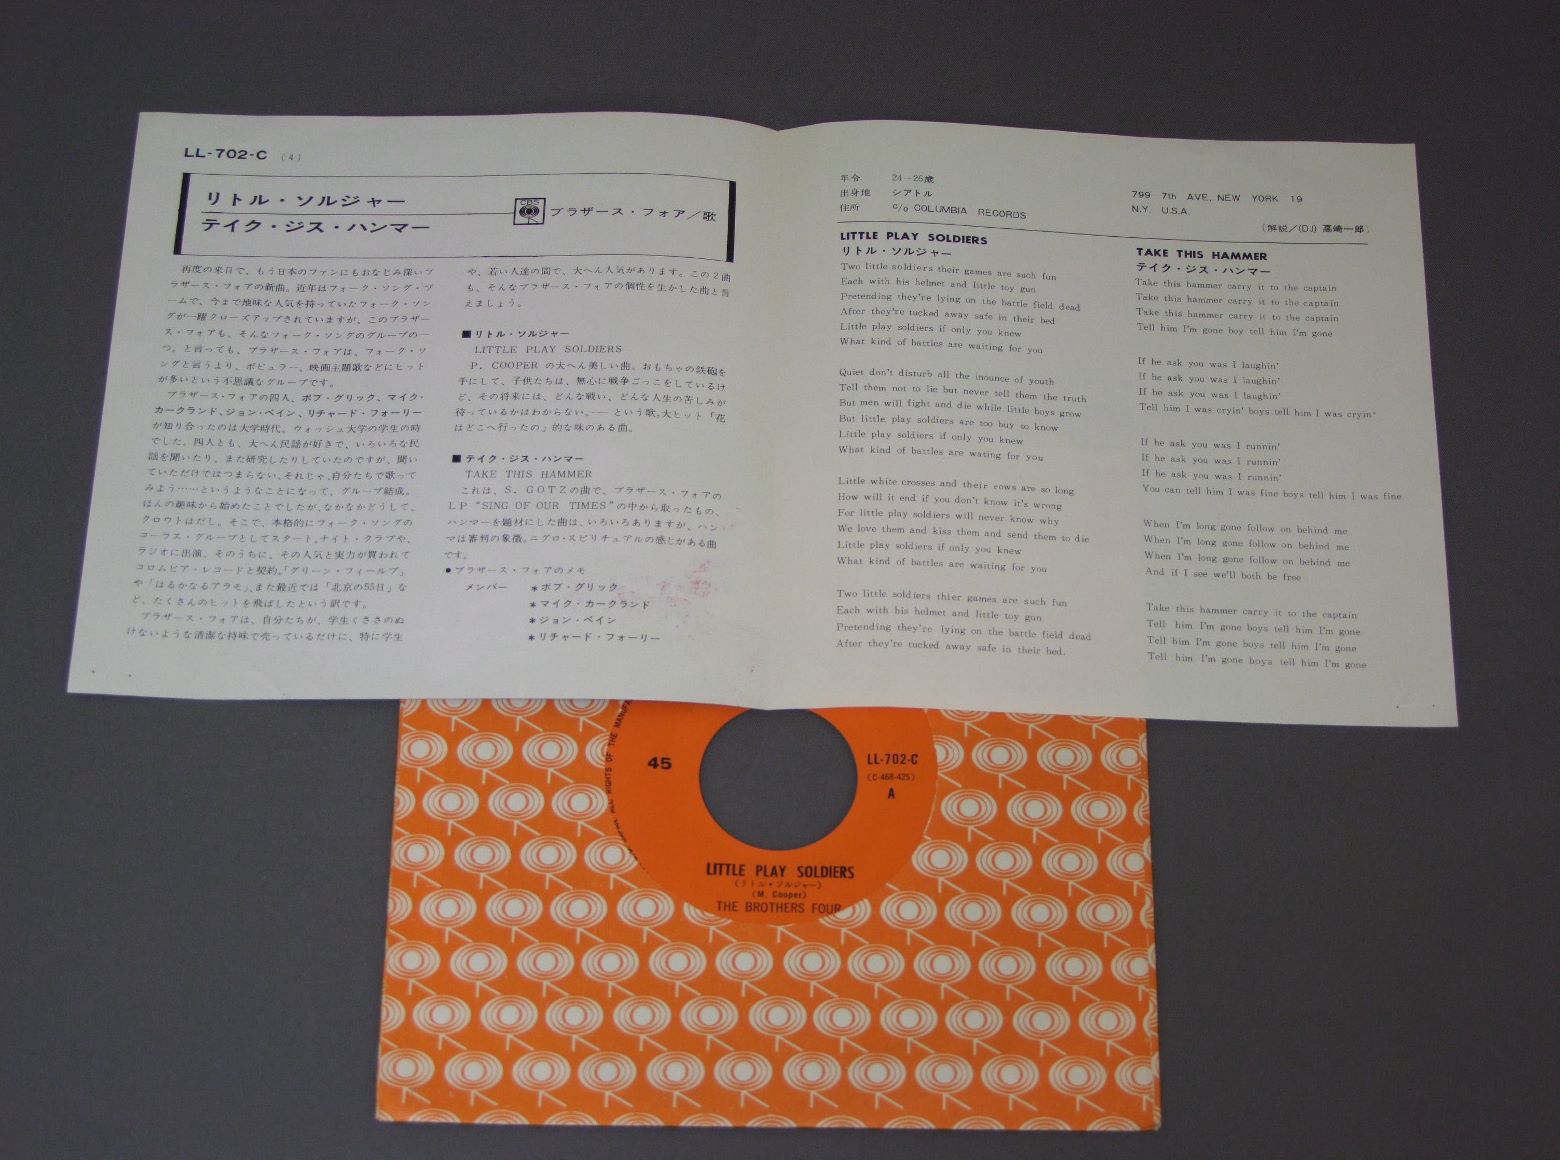 LL-702-C (4)
リトル・ソルジャー
テイク・ジス・ハンマー
CBS
ブラザース・フォア/歌
再度の来日で、もう日本のファンにもおなじみ深いブ
ラザース・フォアの新曲。近年はフォーク・ソング・ブ
ームで、今まで地味な人気を持っていたフォーク・ソン
グが一躍クローズアップされていますが、このブラザー
ス・フォアも、そんなフォーク・ソングのグループの一
つ。と言っても、ブラザース・フォアは、フォーク・ソ
ングと言うより、ポピュラー、映画主題歌などにヒット
が多いという不思議なグループです。
ブラザース・フォアの四人、ボブ・グリック、マイク・
カークランド、ジョン・ペイン、リチャード・フォーリー
が知り合ったのは大学時代。ウォッシュ大学の学生の時
でした。四人とも、大へん民謡が好きで、いろいろな民
謡を聞いたり、また研究したりしていたのですが、聞い
ていただけではつまらない、それじゃ、自分たちで歌って
みよう……というようなことになって、グループ結成。
ほんの趣味から始めたことでしたが、なかなかどうして、
クロウトはだし。そこで、本格的にフォーク・ソングの
コーラス・グループとしてスタート。ナイト・クラブや、
ラジオに出演、そのうちに、その人気と実力が買われて
コロムビア・レコードと契約。「グリーン・フィールヅ」
や「はるかなるアラモ」、また最近では「北京の55日」な
ど、たくさんのヒットを飛ばしたという訳です。
ブラザース・フォアは、自分たちが、学生くささのぬ
けないような清潔な持味で売っているだけに、特に学生
や、若い人達の間で、大へん人気があります。この2曲
も、そんなブラザース・フォアの個性を生かした曲と言
えましょう。
■リトル・ソルジャー
LITTLE PLAY SOLDIERS
P. COOPER の大へん美しい曲。おもちゃの鉄砲を
手にして、子供たちは、無心に戦争ごっこをしているけ
ど、その将来には、どんな戦い、どんな人生の苦しみが
待っているかはわからない。——という歌。大ヒット「花
はどこへ行ったの」的な味のある曲。
■テイク・ジス・ハンマー
TAKE THIS HAMMER
これは、S. GOTZの曲で、ブラザース・フォアの
LP "SING OF OUR TIMES"の中から取ったもの、
ハンマーを題材にした曲は、いろいろありますが、ハン
マは審判の象徴。ニグロ・スピリチュアルの感じがある曲
です。
●ブラザース・フォアのメモ
メンバー *ボブ・グリック
*マイク・カークランド
*ジョン・ペイン
*リチャード・フォーリー
年令 24-26歳
出身地 シアトル
住所 c/o COLUMBIA RECORDS
799 7th AVE, NEW YORK 19
N.Y. U.S.A.
〔解説/(DJ) 高崎一郎〕
LITTLE PLAY SOLDIERS
リトル・ソルジャー
Two little soldiers their games are such fun
Each with his helmet and little toy gun
Pretending they're lying on the battle field dead
After they're tucked away safe in their bed
Little play soldiers if only you knew
What kind of battles are waiting for you
Quiet don't disturb all the inounce of youth
Tell them not to lie but never tell them the truth
But men will fight and die while little boys grow
But little play soldiers are too buy to know
Little play soldiers if only you knew
What kind of battles are wating for you
Little white crosses and their rows are so long
How will it end if you don't know it's wrong
For little play soldiers will never know why
We love them and kiss them and send them to die
Little play soldiers if only you knew
What kind of battles are waiting for you
Two little soldiers thier games are such fun
Each with his helmet and little toy gun
Pretending they're lying on the battle field dead
After they're tucked away safe in their bed.
TAKE THIS HAMMER
テイク・ジス・ハンマー
Take this hammer carry it to the captain
Take this hammer carry it to the captain
Take this hammer carry it to the captain
Tell him I'm gone boy tell him I'm gone
If he ask you was I laughin'
If he ask you was I laughin'
If he ask you was I laughin'
Tell him I was cryin' boys tell him I was cryin'
If he ask you was I runnin'
If he ask you was I runnin'
If he ask you was I runnin'
You can tell him I was fine boys tell him I was fine
When I'm long gone follow on behind me
When I'm long gone follow on behind me
When I'm long gone follow on behind me
And if I see we'll both be free
Take this hammer carry it to the captain
Tell him I'm gone boys tell him I'm gone
Tell him I'm gone boys tell him I'm gone
Tell him I'm gone boys tell him I'm gone
ALL RIGHTS OF THE
45
LL-702-C
(C-468-425)
A
LITTLE PLAY SOLDIERS
(リトル・ソルジャー)
(M. Cooper)
THE BROTHERS FOUR